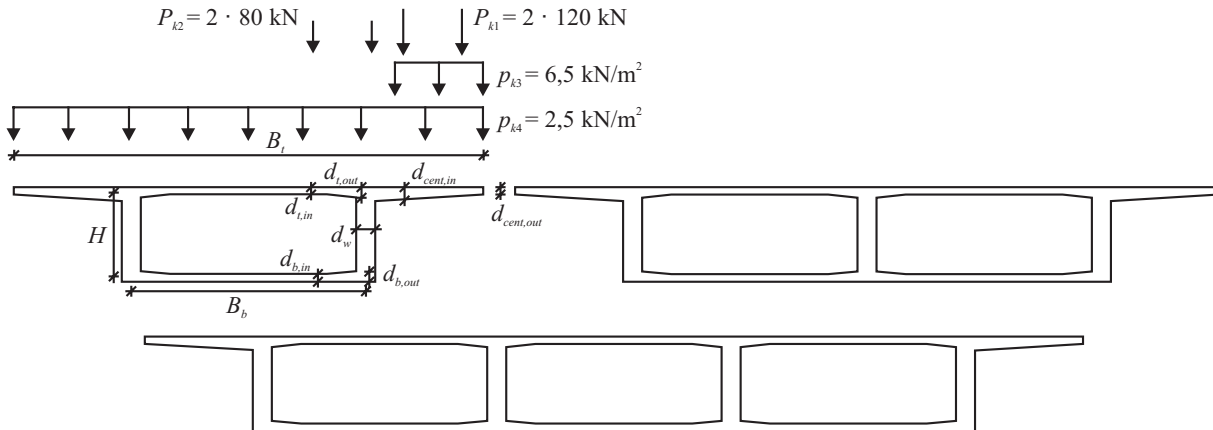 P_{k2} = 2 · 80 kN
P_{k1} = 2 · 120 kN
p_{k3} = 6,5 kN/m²
p_{k4} = 2,5 kN/m²
B_t
d_{t,out}
d_{cent,in}
d_{t,in}
d_{cent,out}
H
d_w
d_{b,in}
d_{b,out}
B_b